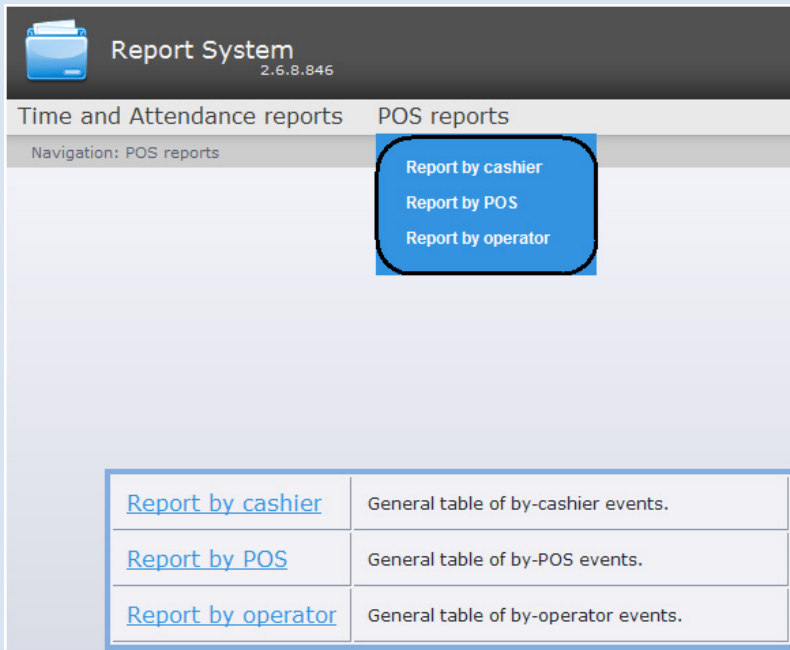 Report System
2.6.8.846
Time and Attendance reports POS reports
Navigation: POS reports
Report by cashier
Report by POS
Report by operator
Report by cashier General table of by-cashier events.
Report by POS General table of by-POS events.
Report by operator General table of by-operator events.